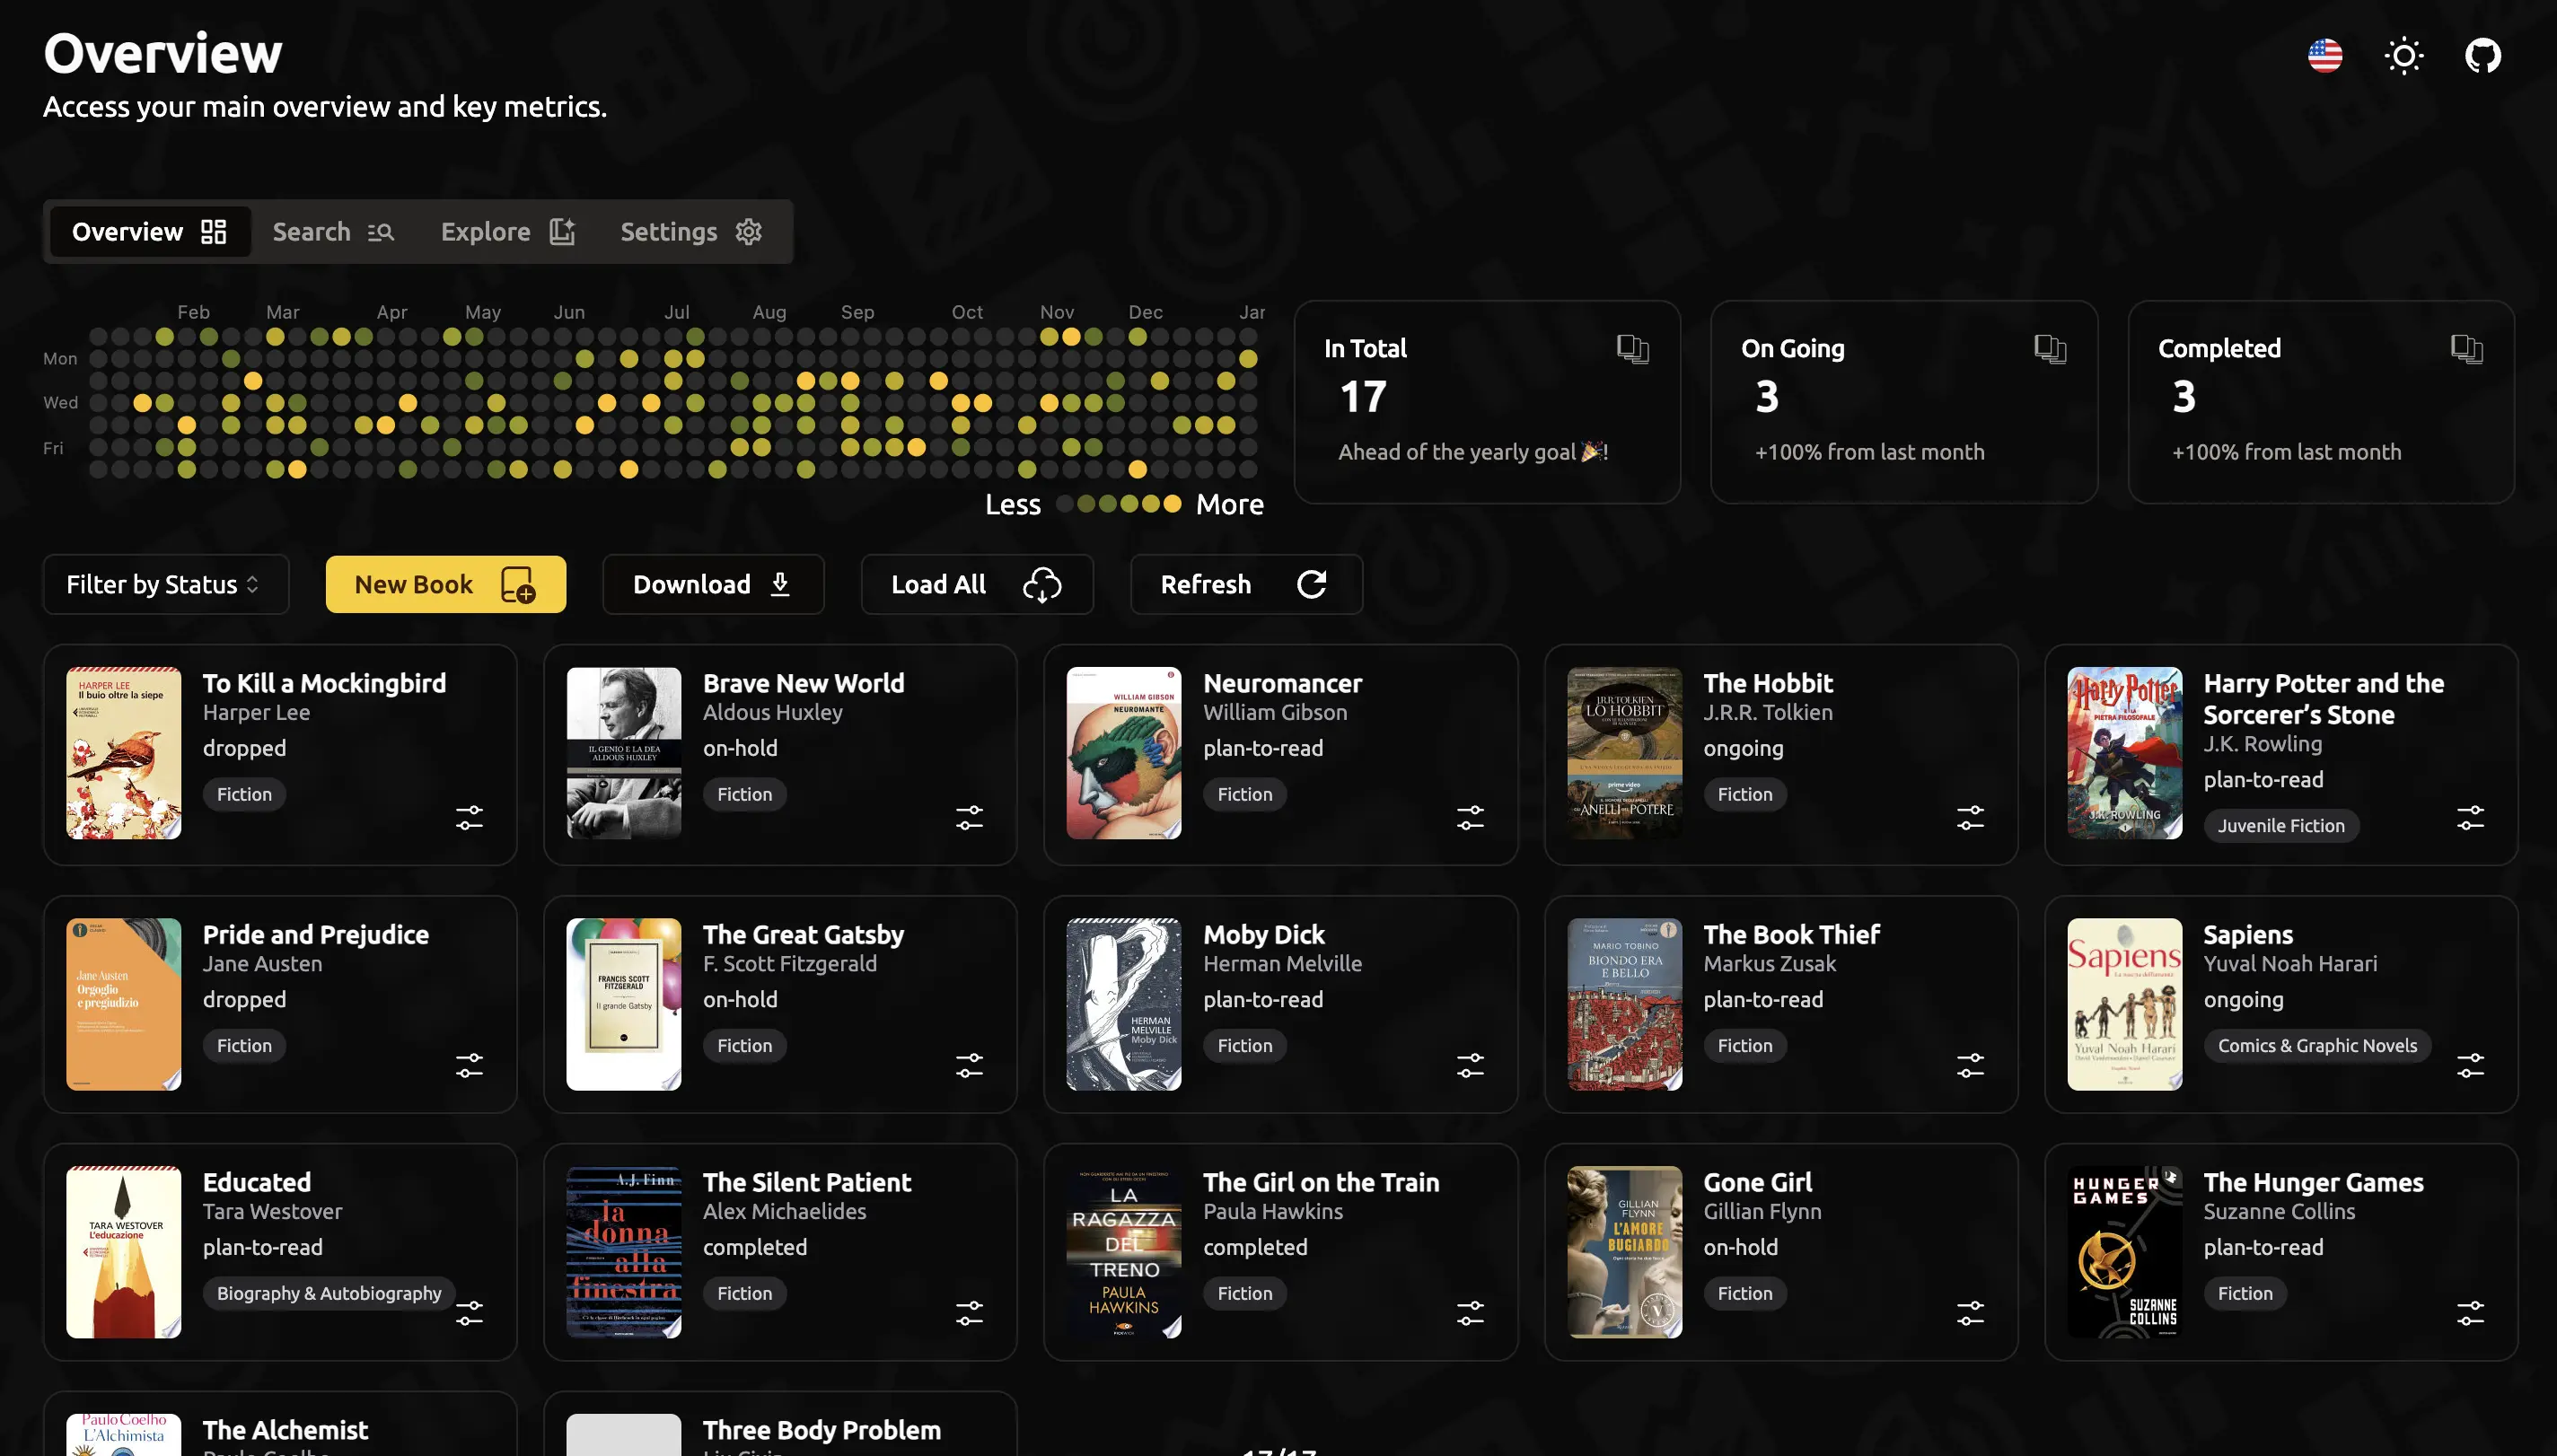 Overview
Access your main overview and key metrics.
Overview
Search
Explore
Settings
Feb Mar Apr May Jun Jul Aug Sep Oct Nov Dec Jar
Mon
Wed
Fri
Less More
In Total
17
Ahead of the yearly goal 🎉!
On Going
3
+100% from last month
Completed
3
+100% from last month
Filter by Status
New Book
Download
Load All
Refresh
HARPER LEE
Il buio oltre la siepe
To Kill a Mockingbird
Harper Lee
dropped
Fiction
IL GENIO E LA DEA
ALDOUS HUXLEY
Brave New World
Aldous Huxley
on-hold
Fiction
WILLIAM GIBSON
NEUROMANTE
Neuromancer
William Gibson
plan-to-read
Fiction
J.R.R. TOLKIEN
LO HOBBIT
prime video
ANELLI POTERE
The Hobbit
J.R.R. Tolkien
ongoing
Fiction
Harry Potter
E LA
PIETRA FILOSOFALE
J.K. ROWLING
Harry Potter and the
Sorcerer's Stone
J.K. Rowling
plan-to-read
Juvenile Fiction
Jane Austen
Orgoglio
e pregiudizio
Pride and Prejudice
Jane Austen
dropped
Fiction
FRANCIS SCOTT
FITZGERALD
Il grande Gatsby
The Great Gatsby
F. Scott Fitzgerald
on-hold
Fiction
HERMAN
MELVILLE
Moby Dick
Moby Dick
Herman Melville
plan-to-read
Fiction
MARIO TOBINO
BIONDO ERA
E BELLO
The Book Thief
Markus Zusak
plan-to-read
Fiction
Sapiens
Yuval Noah Harari
Sapiens
Yuval Noah Harari
ongoing
Comics & Graphic Novels
TARA WESTOVER
L'educazione
Educated
Tara Westover
plan-to-read
Biography & Autobiography
A.J. Finn
la
donna
alla
finestra
The Silent Patient
Alex Michaelides
completed
Fiction
LA
RAGAZZA
DEL
TRENO
PAULA
HAWKINS
The Girl on the Train
Paula Hawkins
completed
Fiction
GILLIAN
FLYNN
L'AMORE
BUGIARDO
Gone Girl
Gillian Flynn
on-hold
Fiction
HUNGER
GAMES
SUZANNE
COLLINS
The Hunger Games
Suzanne Collins
plan-to-read
Fiction
Paulo Coelho
L'Alchimista
The Alchemist
Paulo Coelho
Three Body Problem
Liu Cixin
17/17